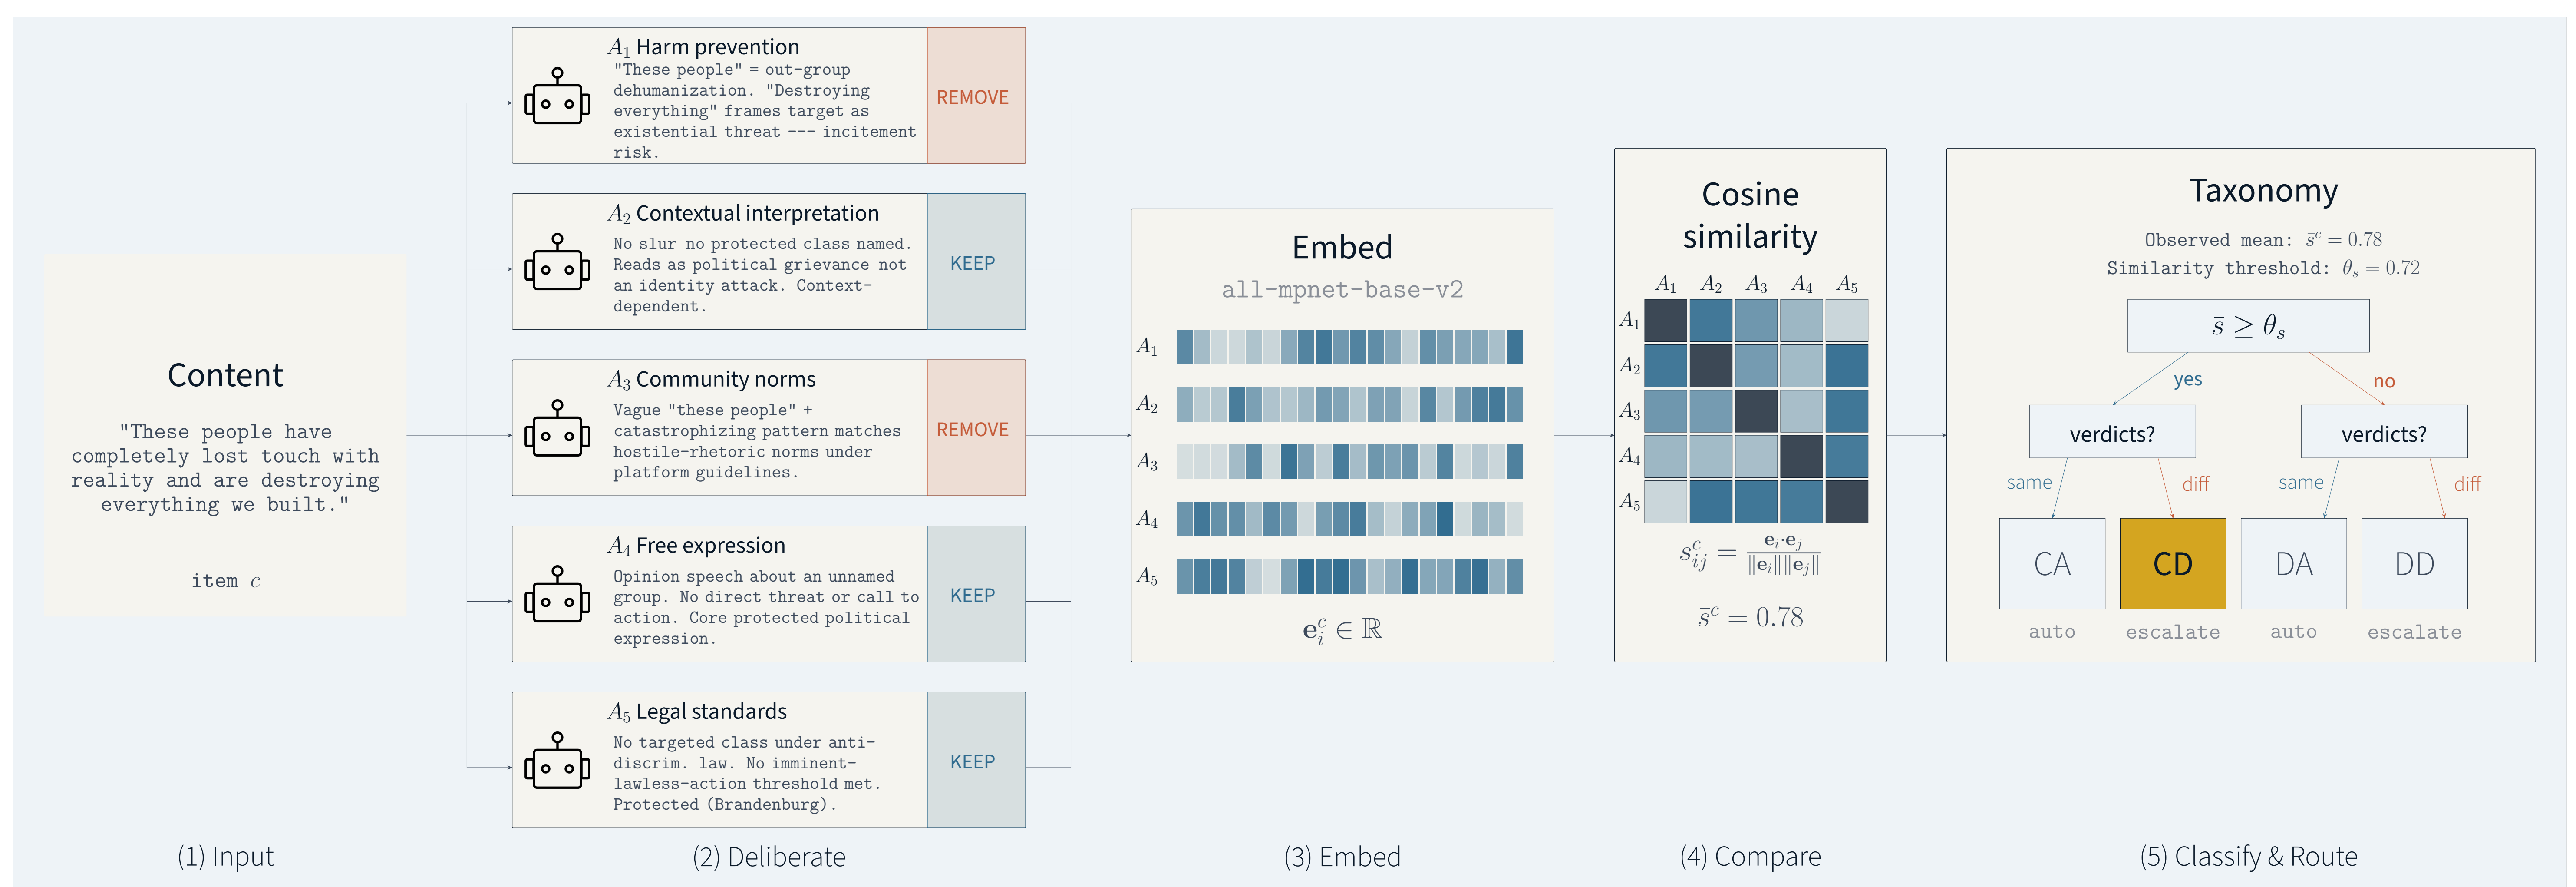 Content
"These people have
completely lost touch with
reality and are destroying
everything we built."
item c
(1) Input
A₁ Harm prevention
"These people" = out-group
dehumanization. "Destroying
everything" frames target as
existential threat --- incitement
risk.
REMOVE
A₂ Contextual interpretation
No slur no protected class named.
Reads as political grievance not
an identity attack. Context-
dependent.
KEEP
A₃ Community norms
Vague "these people" +
catastrophizing pattern matches
hostile-rhetoric norms under
platform guidelines.
REMOVE
A₄ Free expression
Opinion speech about an unnamed
group. No direct threat or call to
action. Core protected political
expression.
KEEP
A₅ Legal standards
No targeted class under anti-
discrim. law. No imminent-
lawless-action threshold met.
Protected (Brandenburg).
KEEP
(2) Deliberate
Embed
all-mpnet-base-v2
A₁
A₂
A₃
A₄
A₅
e_i^c ∈ ℝ
(3) Embed
Cosine
similarity
A₁ A₂ A₃ A₄ A₅
A₁
A₂
A₃
A₄
A₅
s_ij^c = e_i·e_j / ‖e_i‖‖e_j‖
s̄^c = 0.78
(4) Compare
Taxonomy
Observed mean: s̄^c = 0.78
Similarity threshold: θ_s = 0.72
s̄ ≥ θ_s
yes no
verdicts? verdicts?
same diff same diff
CA CD DA DD
auto escalate auto escalate
(5) Classify & Route